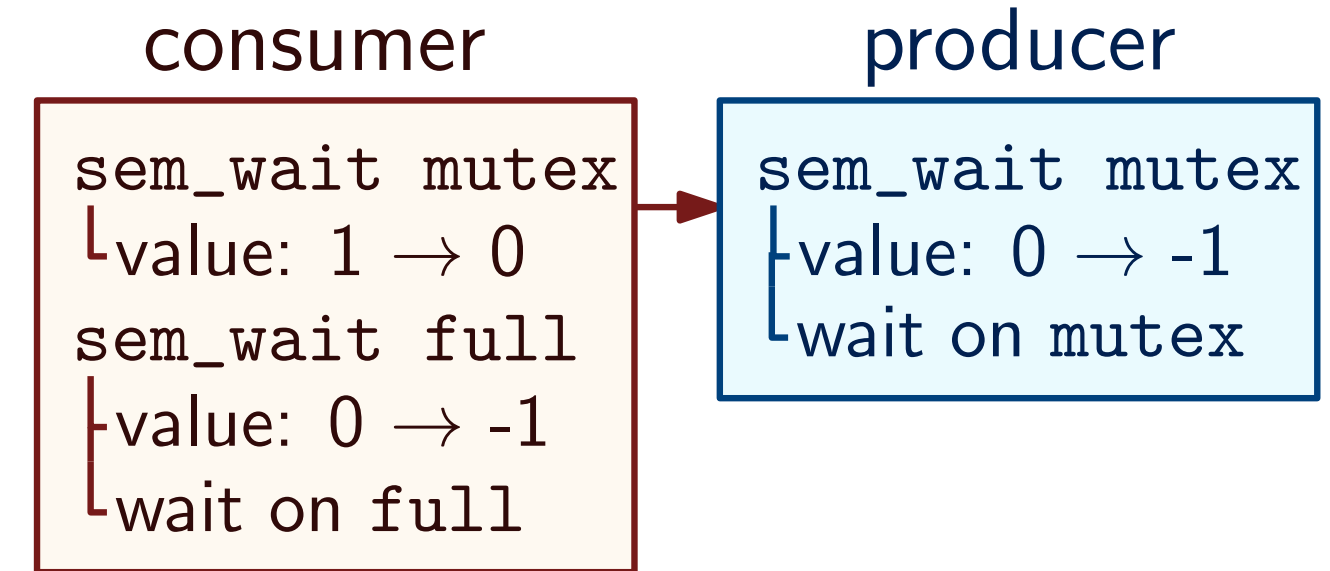 consumer
sem_wait mutex
value: 1 → 0
sem_wait full
value: 0 → -1
wait on full
producer
sem_wait mutex
value: 0 → -1
wait on mutex